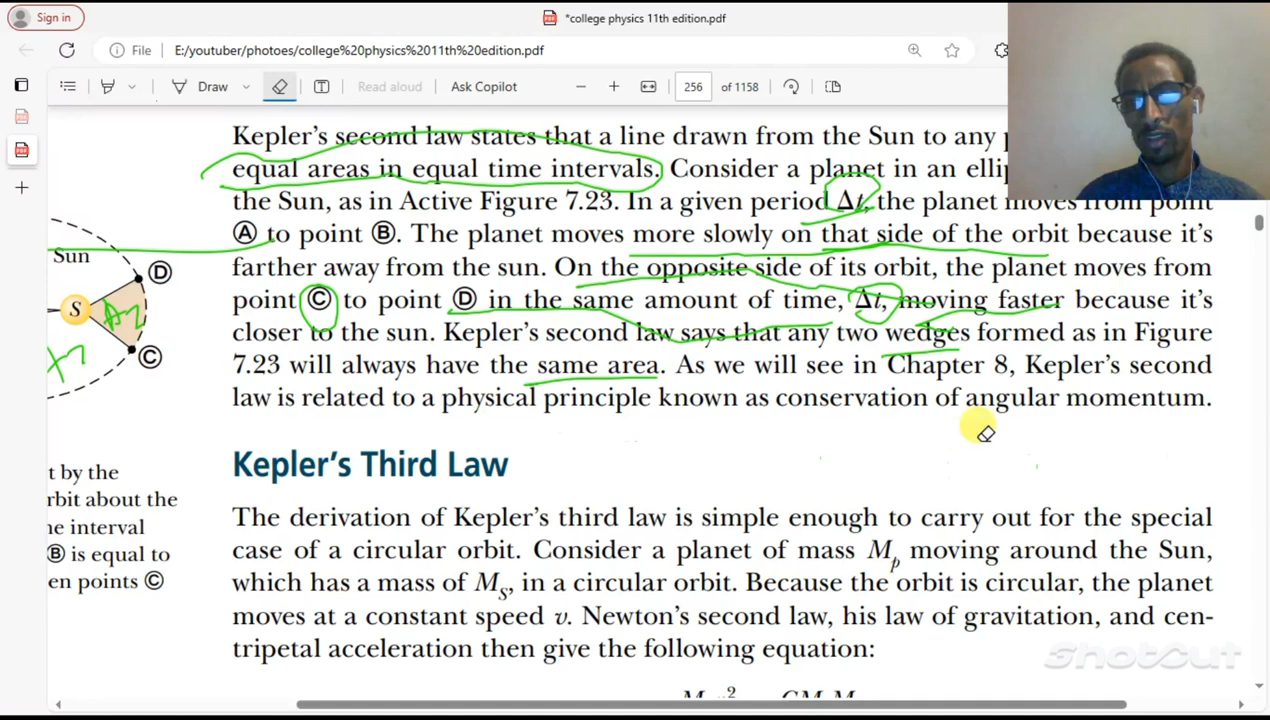 Sign in
*college physics 11th edition.pdf
File
E:/youtuber/photoes/college%20physics%2011th%20edition.pdf
Draw
Read aloud
Ask Copilot
256 of 1158
Kepler's second law states that a line drawn from the Sun to any
equal areas in equal time intervals. Consider a planet in an
the Sun, as in Active Figure 7.23. In a given period Δt, the planet moves from point
Ⓐ to point Ⓑ. The planet moves more slowly on that side of the orbit because it's
farther away from the sun. On the opposite side of its orbit, the planet moves from
point Ⓒ to point Ⓓ in the same amount of time, Δt, moving faster because it's
closer to the sun. Kepler's second law says that any two wedges formed as in Figure
7.23 will always have the same area. As we will see in Chapter 8, Kepler's second
law is related to a physical principle known as conservation of angular momentum.
Sun
Ⓓ
S
A2
Ⓒ
t by the
rbit about the
ne interval
Ⓑ is equal to
en points Ⓒ
Kepler's Third Law
The derivation of Kepler's third law is simple enough to carry out for the special
case of a circular orbit. Consider a planet of mass Mp moving around the Sun,
which has a mass of MS, in a circular orbit. Because the orbit is circular, the planet
moves at a constant speed v. Newton's second law, his law of gravitation, and cen-
tripetal acceleration then give the following equation:
Shotcut